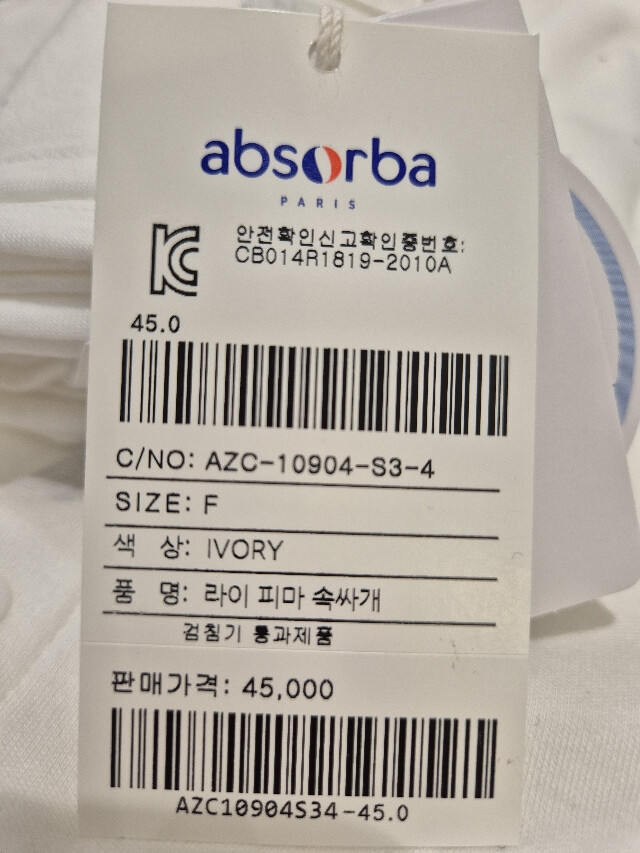 absorba
PARIS
안전확인신고확인증번호:
CB014R1819-2010A
45.0
C/NO: AZC-10904-S3-4
SIZE: F
색 상: IVORY
품 명: 라이 피마 속싸개
검침기 통과제품
판매가격: 45,000
AZC10904S34-45.0